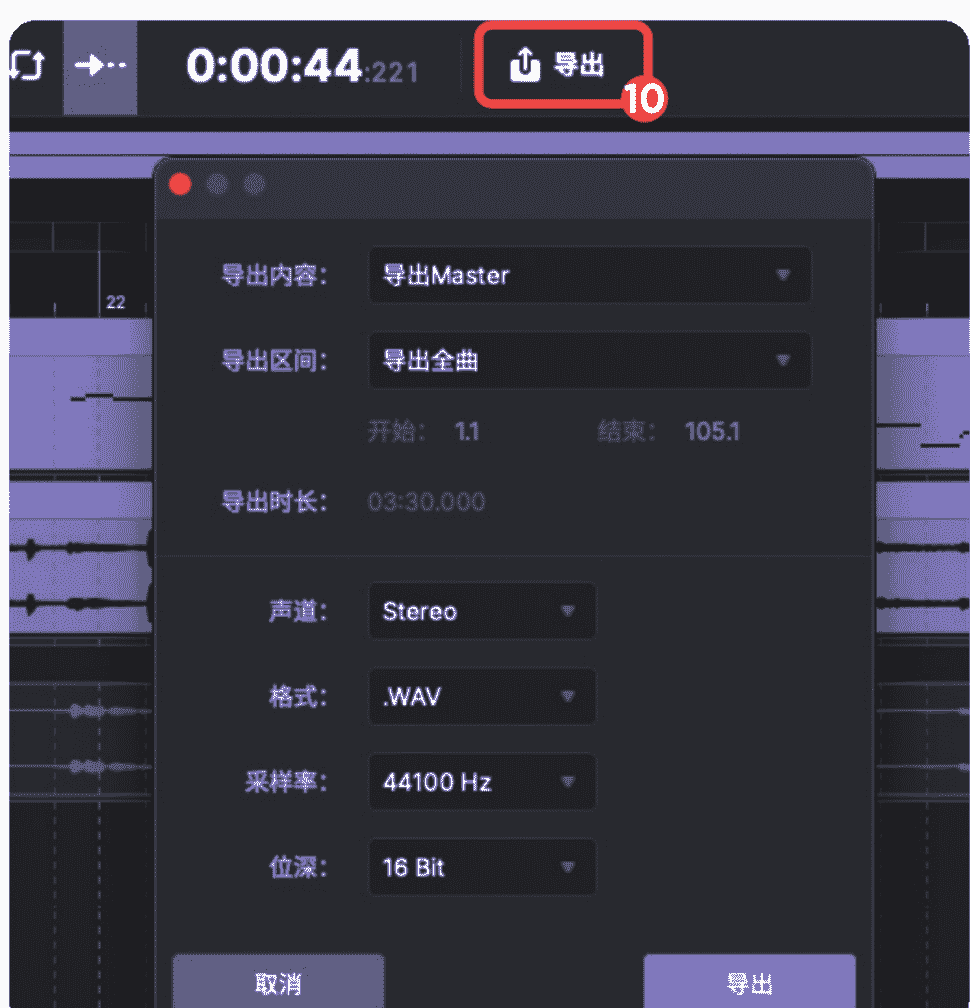 0:00:44:221
导出
10
22
导出内容: 导出Master
导出区间: 导出全曲
开始: 1.1 结束: 105.1
导出时长: 03:30.000
声道: Stereo
格式: .WAV
采样率: 44100 Hz
位深: 16 Bit
取消 导出